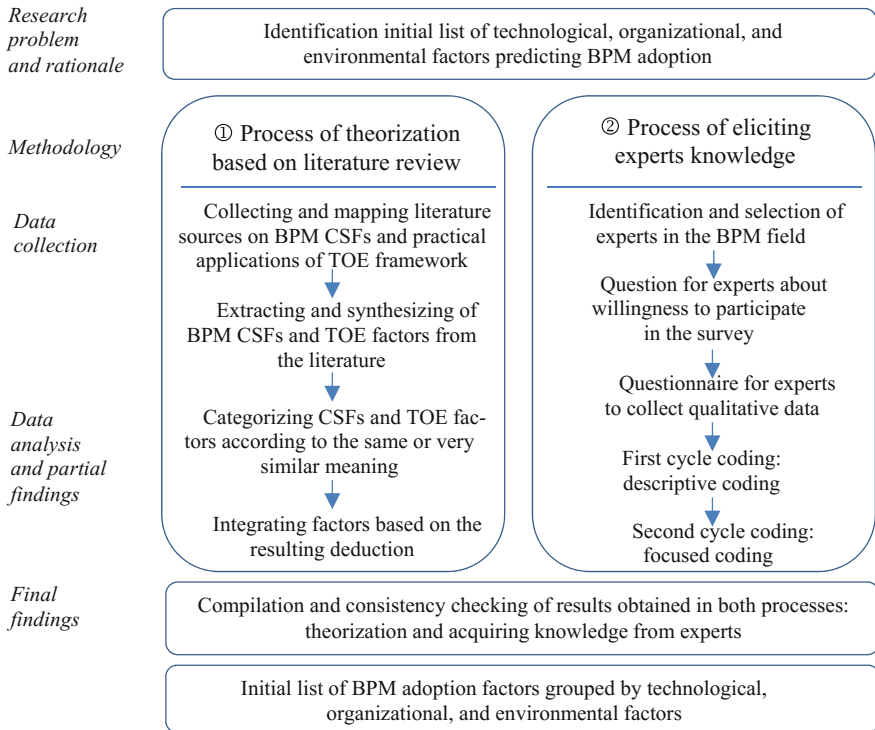 Research
problem
and rationale
Identification initial list of technological, organizational, and
environmental factors predicting BPM adoption
Methodology
① Process of theorization
based on literature review
② Process of eliciting
experts knowledge
Data
collection
Collecting and mapping literature
sources on BPM CSFs and practical
applications of TOE framework
Extracting and synthesizing of
BPM CSFs and TOE factors from
the literature
Identification and selection of
experts in the BPM field
Question for experts about
willingness to participate
in the survey
Questionnaire for experts
to collect qualitative data
Data
analysis
and partial
findings
Categorizing CSFs and TOE fac-
tors according to the same or very
similar meaning
Integrating factors based on the
resulting deduction
First cycle coding:
descriptive coding
Second cycle coding:
focused coding
Final
findings
Compilation and consistency checking of results obtained in both processes:
theorization and acquiring knowledge from experts
Initial list of BPM adoption factors grouped by technological,
organizational, and environmental factors